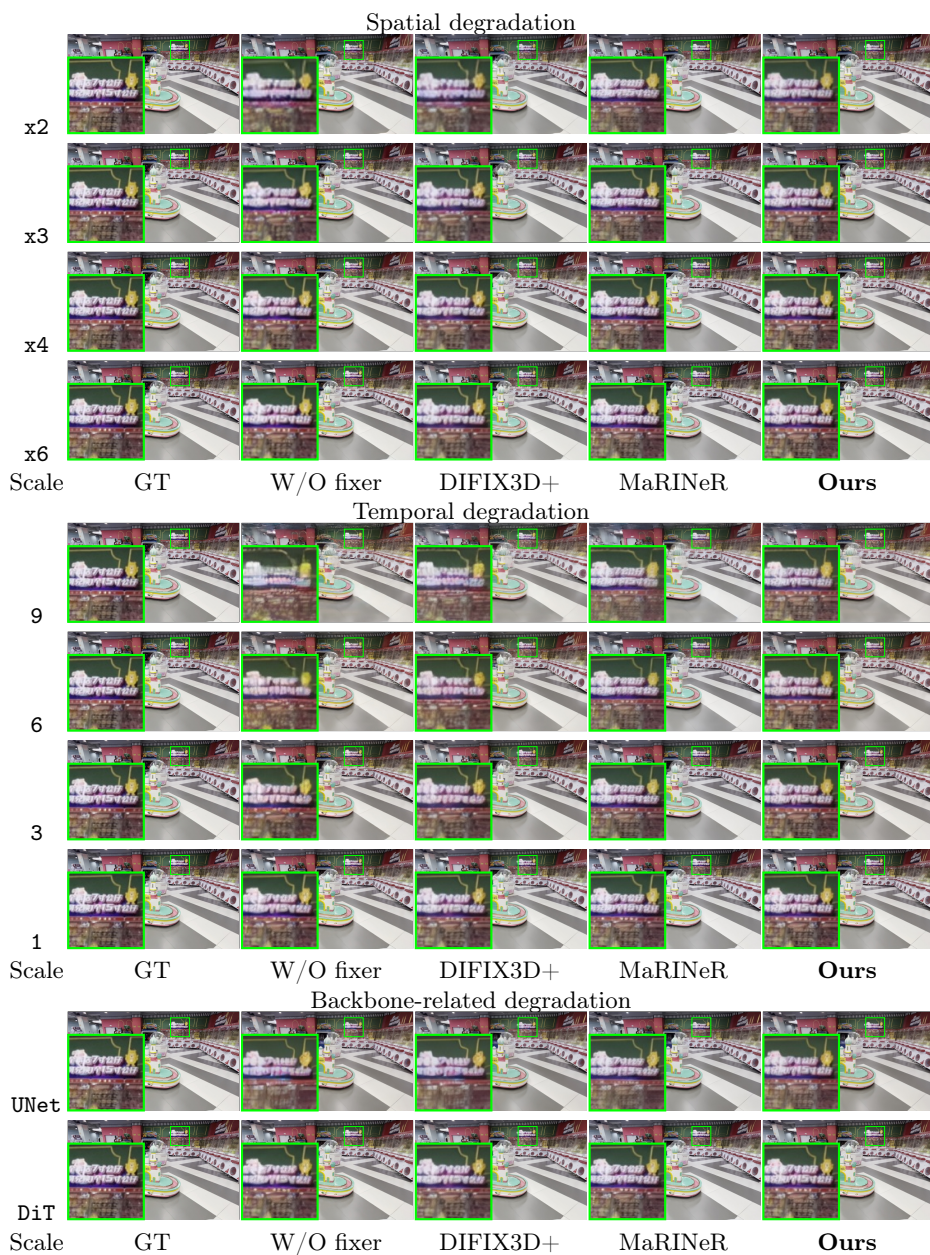 Spatial degradation
x2
x3
x4
x6
Scale GT W/O fixer DIFIX3D+ MaRINeR Ours
Temporal degradation
9
6
3
1
Scale GT W/O fixer DIFIX3D+ MaRINeR Ours
Backbone-related degradation
UNet
DiT
Scale GT W/O fixer DIFIX3D+ MaRINeR Ours